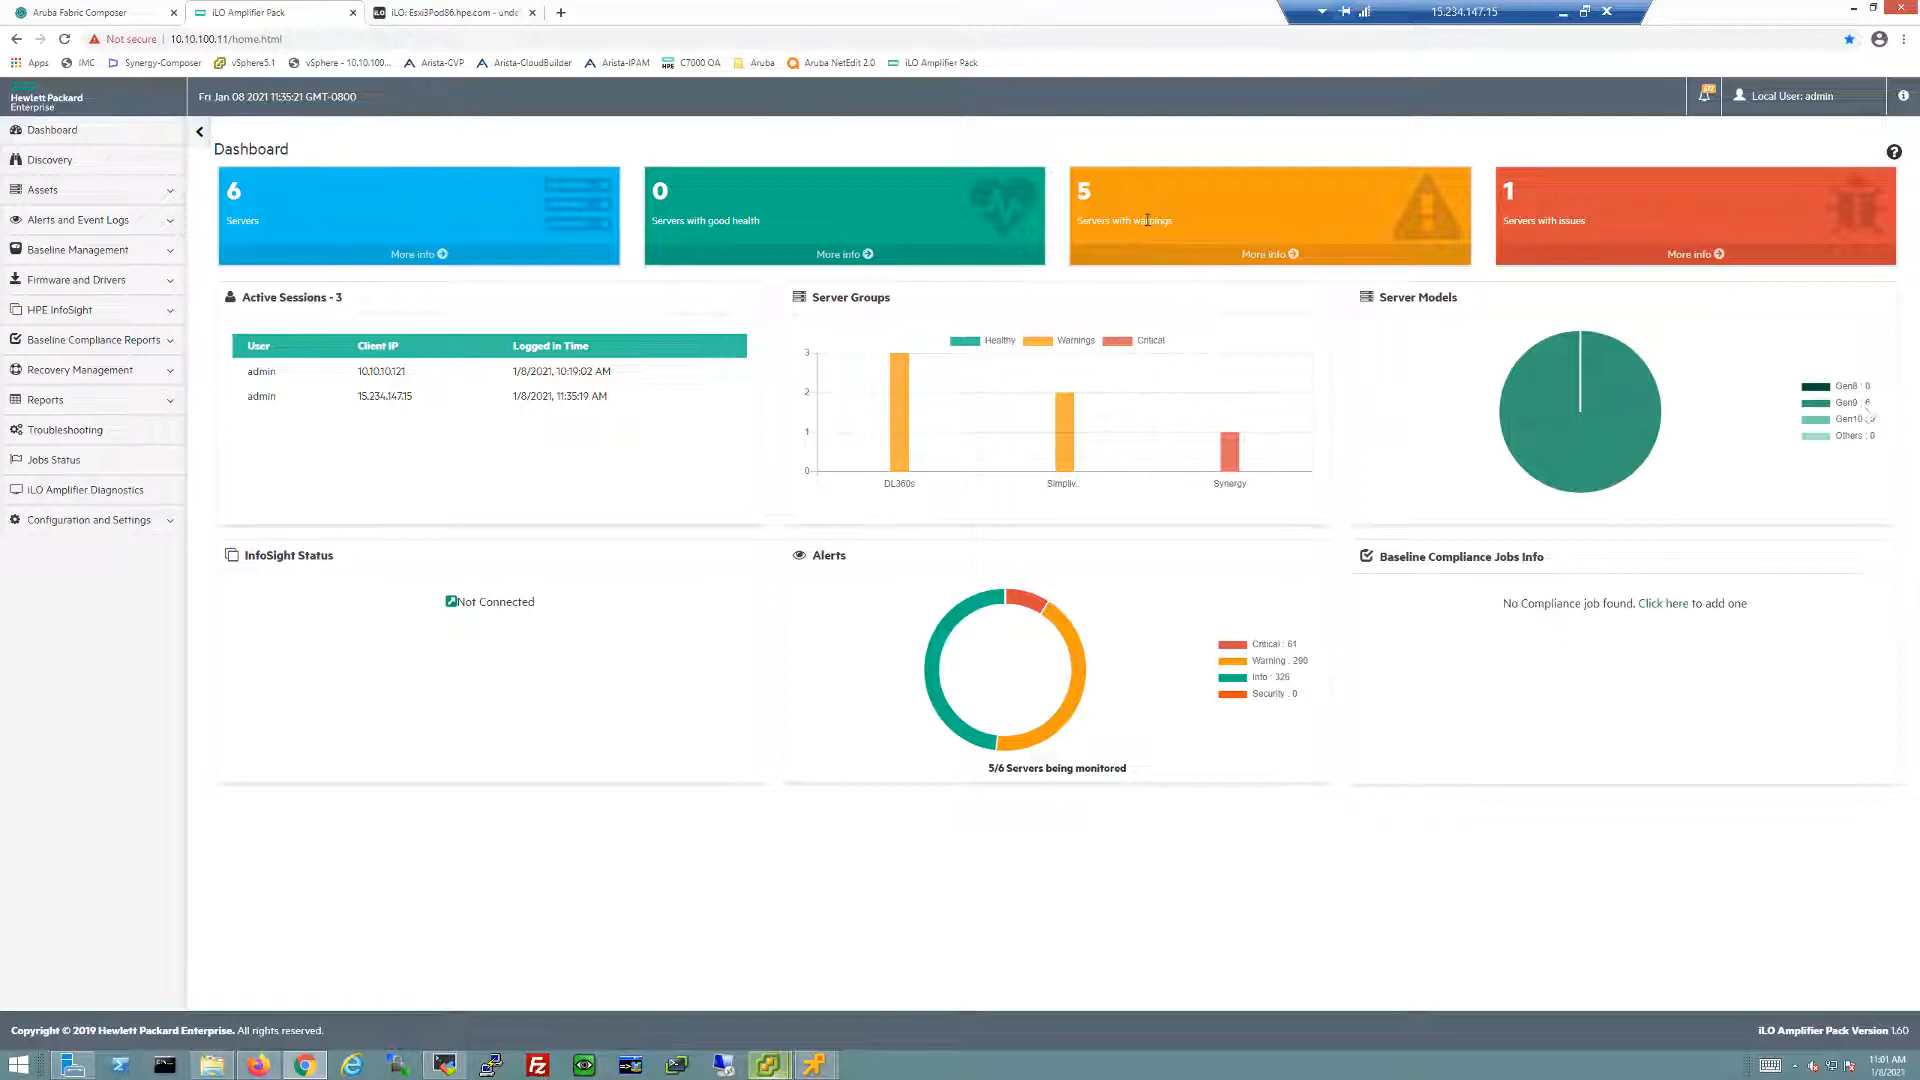 Aruba Fabric Composer
iLO Amplifier Pack
iLO: Esxi3Pod86.hpe.com - unde
15.234.147.15
Not secure
10.10.100.11/home.html
Apps
IMC
Synergy-Composer
vSphere5.1
vSphere - 10.10.100...
Arista-CVP
Arista-CloudBuilder
Arista-IPAM
C7000 OA
Aruba
Aruba NetEdit 2.0
iLO Amplifier Pack
Hewlett Packard
Enterprise
Fri Jan 08 2021 11:35:21 GMT-0800
677
Local User: admin
Dashboard
Discovery
Assets
Alerts and Event Logs
Baseline Management
Firmware and Drivers
HPE InfoSight
Baseline Compliance Reports
Recovery Management
Reports
Troubleshooting
Jobs Status
iLO Amplifier Diagnostics
Configuration and Settings
Dashboard
6
Servers
More info
0
Servers with good health
More info
5
Servers with warnings
More info
1
Servers with issues
More info
Active Sessions - 3
User Client IP Logged in Time
admin 10.10.10.121 1/8/2021, 10:19:02 AM
admin 15.234.147.15 1/8/2021, 11:35:19 AM
Server Groups
Healthy Warnings Critical
3
2
1
0
DL360s Simpliv.. Synergy
Server Models
Gen8 : 0
Gen9 : 6
Gen10 : 0
Others : 0
InfoSight Status
Not Connected
Alerts
Critical : 61
Warning : 290
Info : 326
Security : 0
5/6 Servers being monitored
Baseline Compliance Jobs Info
No Compliance job found. Click here to add one
Copyright © 2019 Hewlett Packard Enterprise. All rights reserved.
iLO Amplifier Pack Version 1.60
11:01 AM
1/8/2021